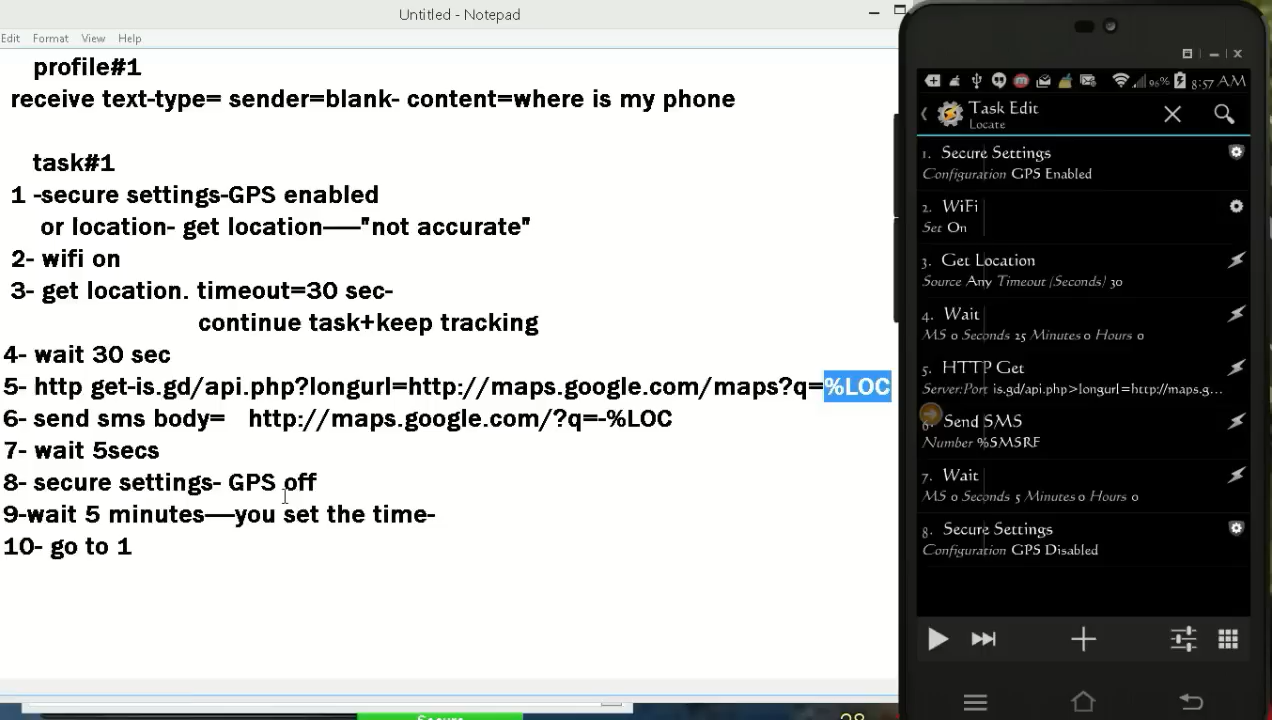 Untitled - Notepad
Edit Format View Help
profile#1
receive text-type= sender=blank- content=where is my phone
task#1
1 -secure settings-GPS enabled
or location- get location-----"not accurate"
2- wifi on
3- get location. timeout=30 sec-
continue task+keep tracking
4- wait 30 sec
5- http get-is.gd/api.php?longurl=http://maps.google.com/maps?q=%LOC
6- send sms body= http://maps.google.com/?q=-%LOC
7- wait 5secs
8- secure settings- GPS off
9-wait 5 minutes----you set the time-
10- go to 1
96% 8:57 AM
Task Edit
Locate
1. Secure Settings
Configuration GPS Enabled
2. WiFi
Set On
3. Get Location
Source Any Timeout (Seconds) 30
4. Wait
MS 0 Seconds 25 Minutes 0 Hours 0
5. HTTP Get
Server:Port is.gd/api.php>longurl=http://maps.g...
6. Send SMS
Number %SMSRF
7. Wait
MS 0 Seconds 5 Minutes 0 Hours 0
8. Secure Settings
Configuration GPS Disabled